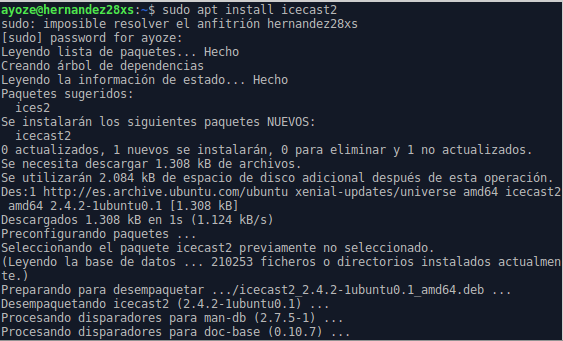 ayoze@hernandez28xs:~$ sudo apt install icecast2
sudo: imposible resolver el anfitrión hernandez28xs
[sudo] password for ayoze:
Leyendo lista de paquetes... Hecho
Creando árbol de dependencias
Leyendo la información de estado... Hecho
Paquetes sugeridos:
  ices2
Se instalarán los siguientes paquetes NUEVOS:
  icecast2
0 actualizados, 1 nuevos se instalarán, 0 para eliminar y 1 no actualizados.
Se necesita descargar 1.308 kB de archivos.
Se utilizarán 2.084 kB de espacio de disco adicional después de esta operación.
Des:1 http://es.archive.ubuntu.com/ubuntu xenial-updates/universe amd64 icecast2
 amd64 2.4.2-1ubuntu0.1 [1.308 kB]
Descargados 1.308 kB en 1s (1.124 kB/s)
Preconfigurando paquetes ...
Seleccionando el paquete icecast2 previamente no seleccionado.
(Leyendo la base de datos ... 210253 ficheros o directorios instalados actualmen
te.)
Preparando para desempaquetar .../icecast2_2.4.2-1ubuntu0.1_amd64.deb ...
Desempaquetando icecast2 (2.4.2-1ubuntu0.1) ...
Procesando disparadores para man-db (2.7.5-1) ...
Procesando disparadores para doc-base (0.10.7) ...